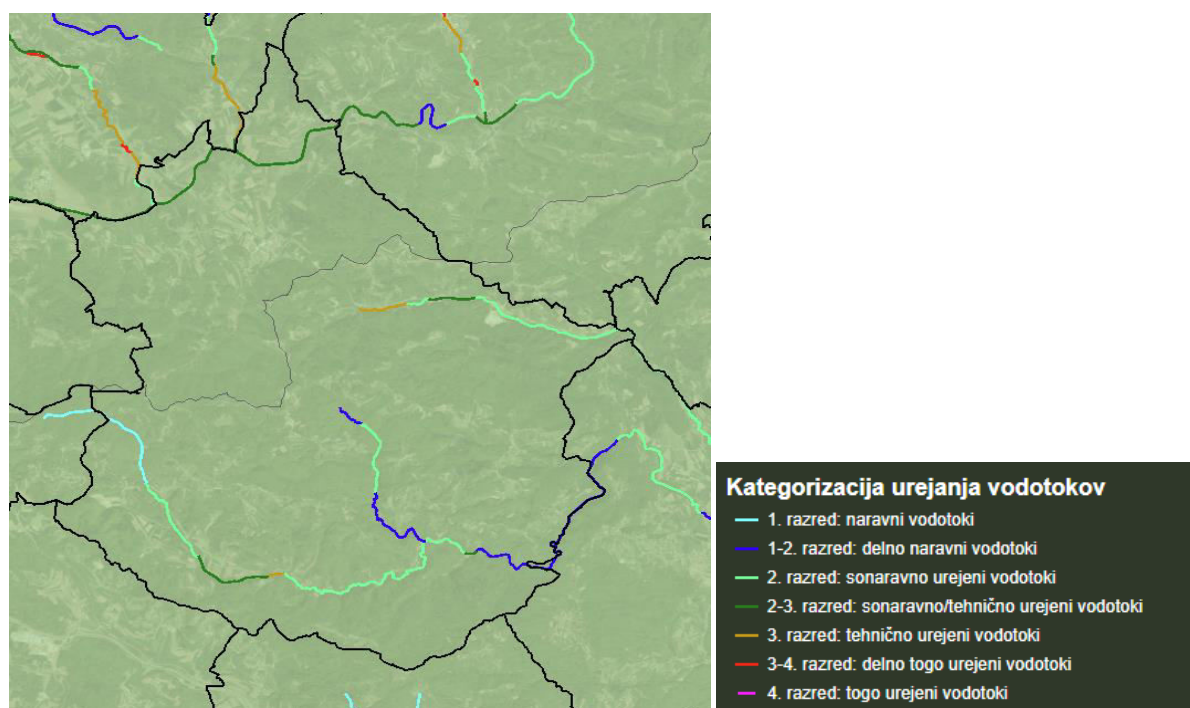 Kategorizacija urejanja vodotokov
1. razred: naravni vodotoki
1-2. razred: delno naravni vodotoki
2. razred: sonaravno urejeni vodotoki
2-3. razred: sonaravno/tehnično urejeni vodotoki
3. razred: tehnično urejeni vodotoki
3-4. razred: delno togo urejeni vodotoki
4. razred: togo urejeni vodotoki